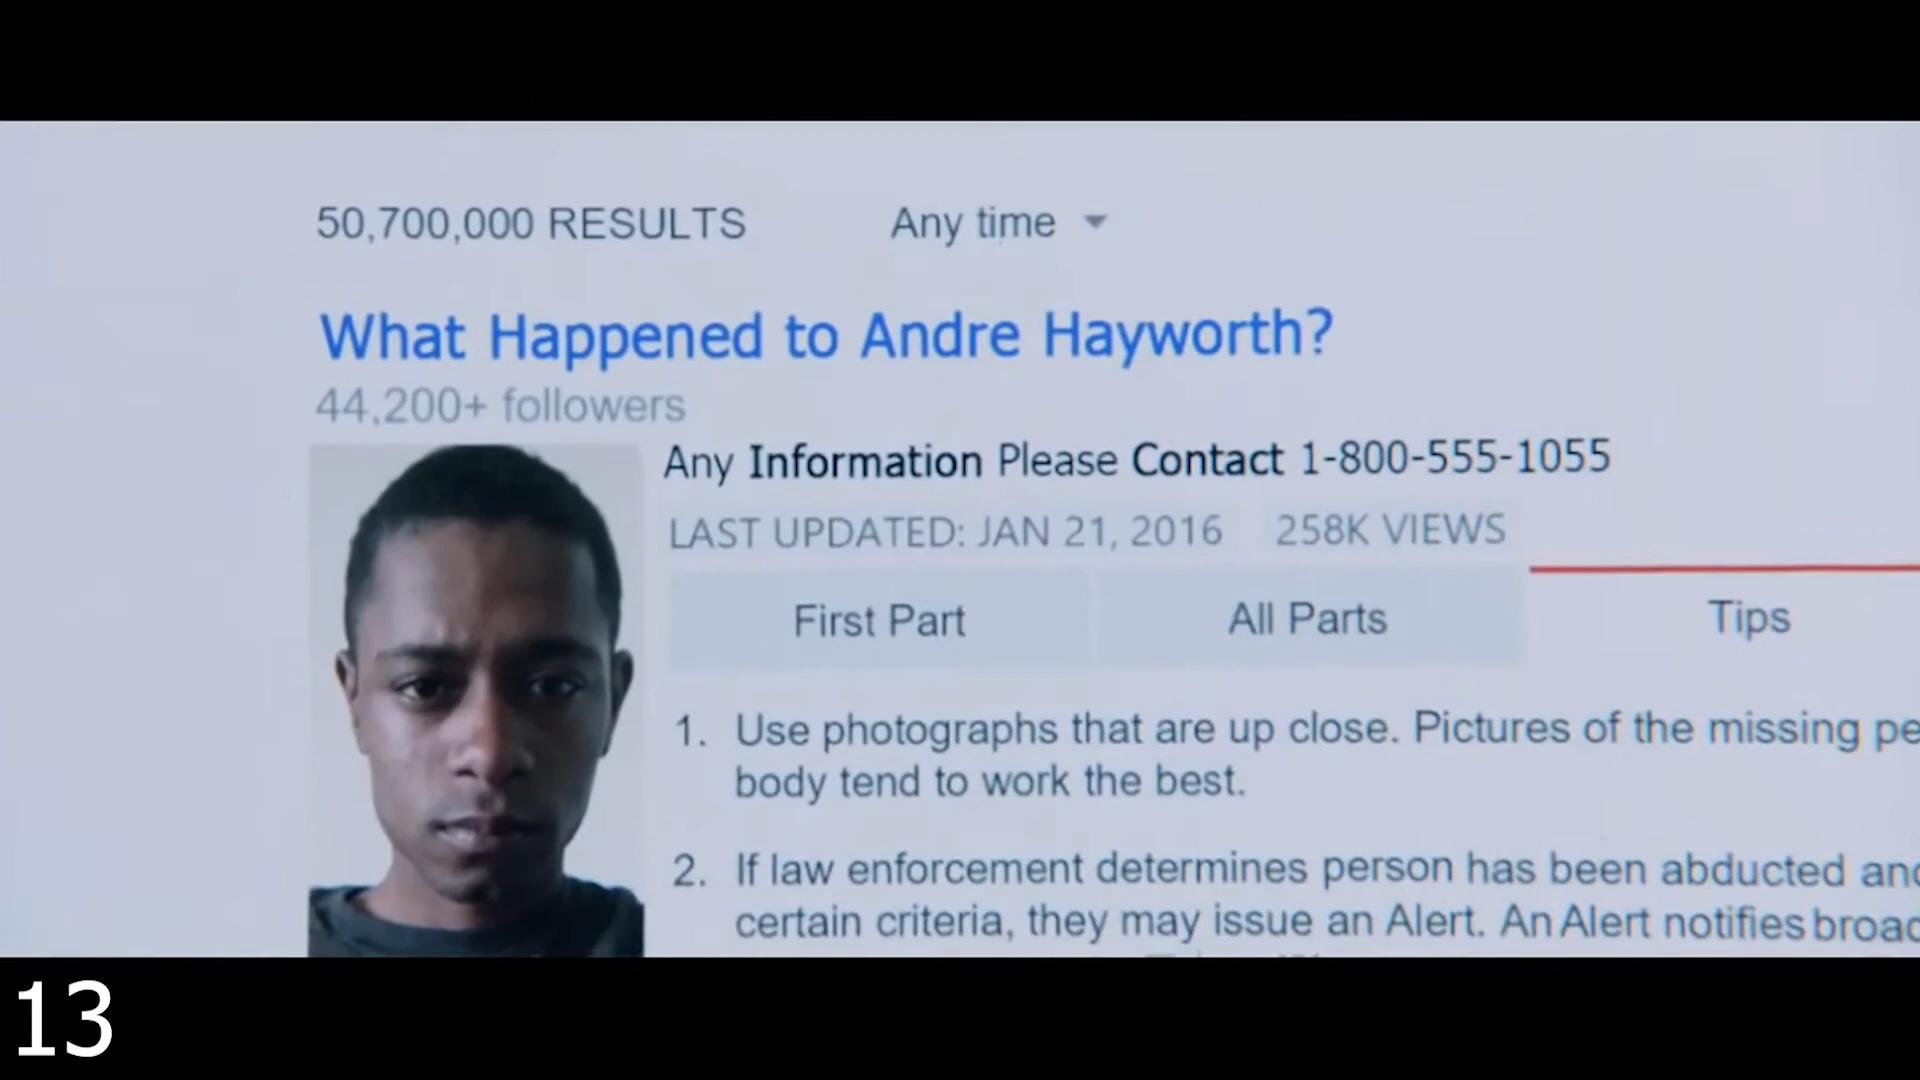 50,700,000 RESULTS Any time
What Happened to Andre Hayworth?
44,200+ followers
Any Information Please Contact 1-800-555-1055
LAST UPDATED: JAN 21, 2016 258K VIEWS
First Part All Parts Tips
1. Use photographs that are up close. Pictures of the missing pe
body tend to work the best.
2. If law enforcement determines person has been abducted and
certain criteria, they may issue an Alert. An Alert notifies broad
13